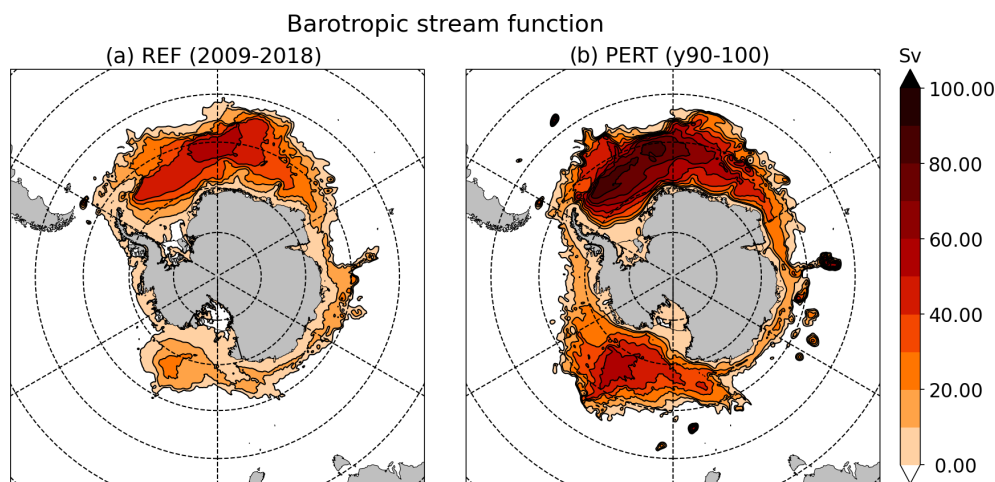 Barotropic stream function
(a) REF (2009-2018)
(b) PERT (y90-100)
Sv
100.00
80.00
60.00
40.00
20.00
0.00